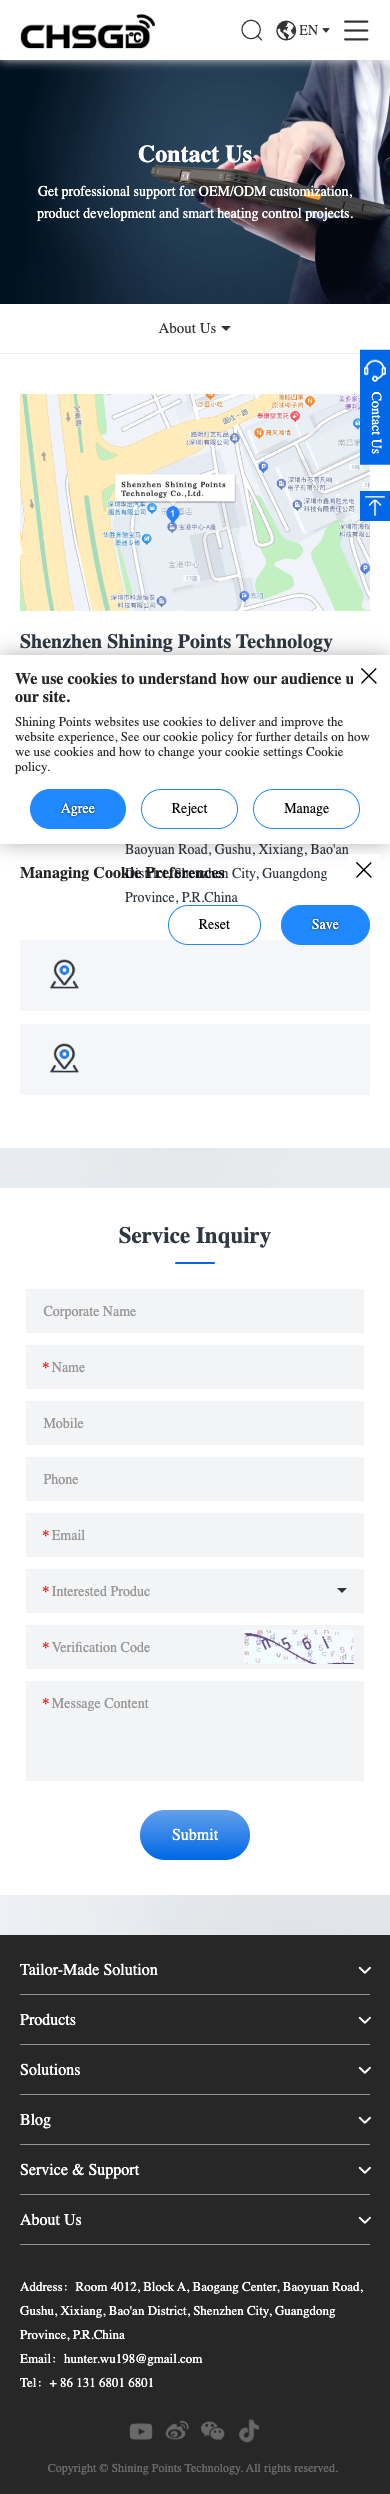 CHSGD
EN
Contact Us
Get professional support for OEM/ODM customization,
product development and smart heating control projects.
About Us
Contact Us
Shenzhen Shining Points
Technology Co.,Ltd.
1
Shenzhen Shining Points Technology
We use cookies to understand how our audience u
our site.
Shining Points websites use cookies to deliver and improve the
website experience, See our cookie policy for further details on how
we use cookies and how to change your cookie settings Cookie
policy.
Agree
Reject
Manage
Baoyuan Road, Gushu, Xixiang, Bao'an
Managing Cookie Preferences
District, Shenzhen City, Guangdong
Province, P.R.China
Reset
Save
Service Inquiry
Corporate Name
* Name
Mobile
Phone
* Email
* Interested Produc
* Verification Code
* Message Content
Submit
Tailor-Made Solution
Products
Solutions
Blog
Service & Support
About Us
Address： Room 4012, Block A, Baogang Center, Baoyuan Road,
Gushu, Xixiang, Bao'an District, Shenzhen City, Guangdong
Province, P.R.China
Email： hunter.wu198@gmail.com
Tel： + 86 131 6801 6801
Copyright © Shining Points Technology. All rights reserved.